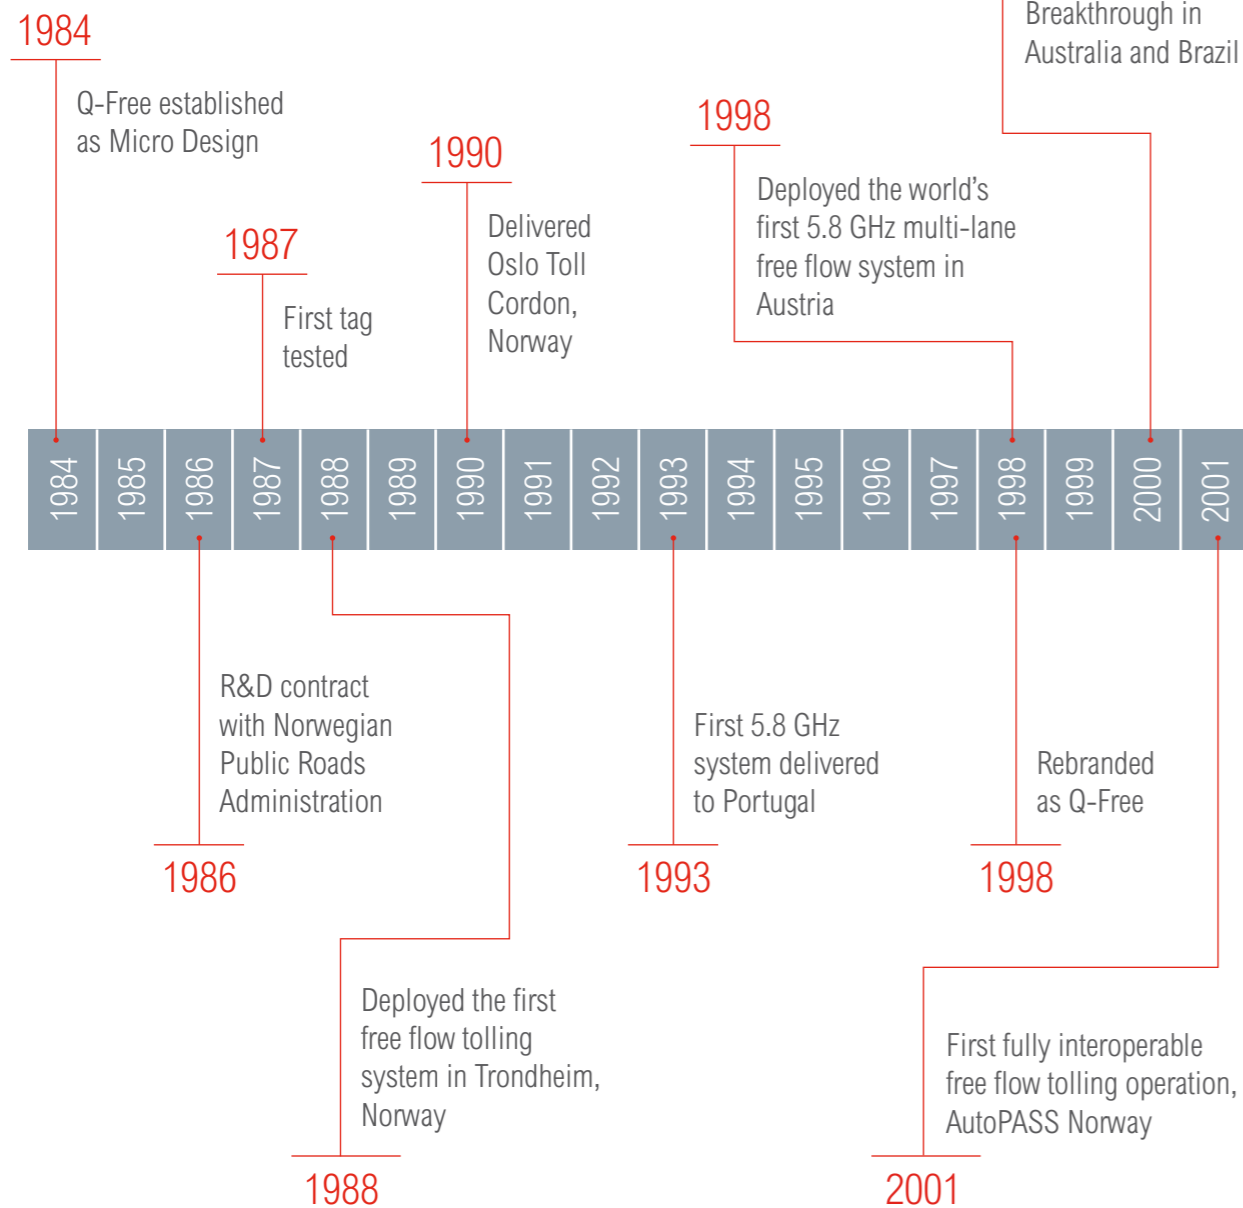 1984
Q-Free established
as Micro Design
1987
First tag
tested
1990
Delivered
Oslo Toll
Cordon,
Norway
1998
Deployed the world’s
first 5.8 GHz multi-lane
free flow system in
Austria
Breakthrough in
Australia and Brazil
1984
1985
1986
1987
1988
1989
1990
1991
1992
1993
1994
1995
1996
1997
1998
1999
2000
2001
R&D contract
with Norwegian
Public Roads
Administration
1986
Deployed the first
free flow tolling
system in Trondheim,
Norway
1988
First 5.8 GHz
system delivered
to Portugal
1993
Rebranded
as Q-Free
1998
First fully interoperable
free flow tolling operation,
AutoPASS Norway
2001